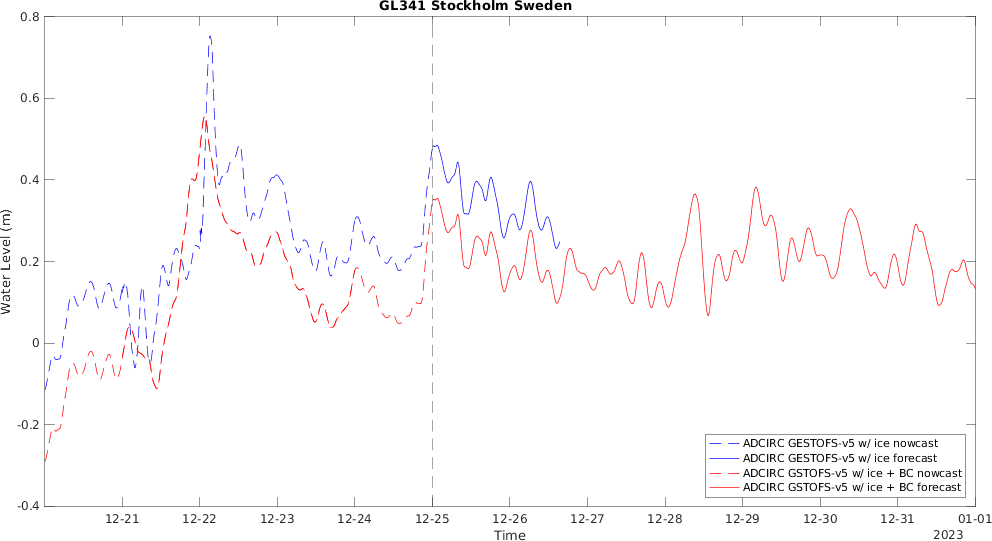 GL341 Stockholm Sweden
0.8
0.6
0.4
0.2
0
-0.2
-0.4
Water Level (m)
ADCIRC GESTOFS-v5 w/ ice nowcast
ADCIRC GESTOFS-v5 w/ ice forecast
ADCIRC GSTOFS-v5 w/ ice + BC nowcast
ADCIRC GSTOFS-v5 w/ ice + BC forecast
12-21 12-22 12-23 12-24 12-25 12-26 12-27 12-28 12-29 12-30 12-31 01-01
Time
2023